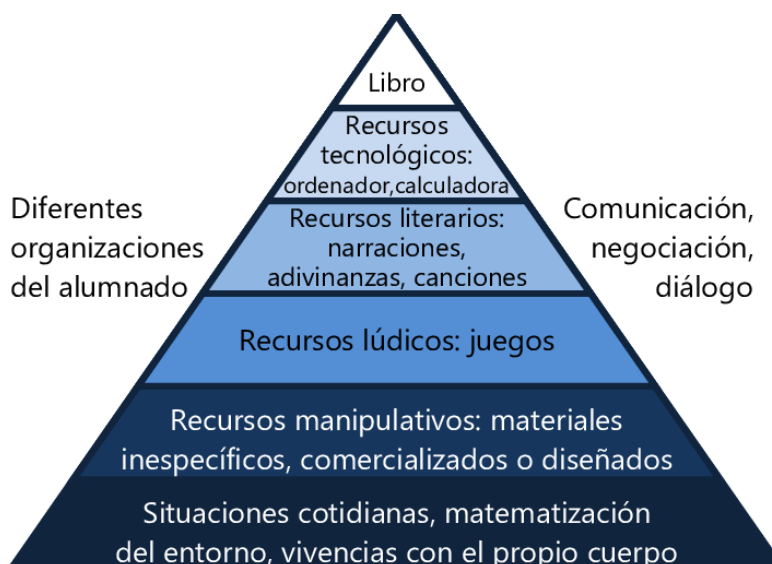 Libro
Recursos
tecnológicos:
ordenador,calculadora
Diferentes
organizaciones
del alumnado
Recursos literarios:
narraciones,
adivinanzas, canciones
Comunicación,
negociación,
diálogo
Recursos lúdicos: juegos
Recursos manipulativos: materiales
inespecíficos, comercializados o diseñados
Situaciones cotidianas, matematización
del entorno, vivencias con el propio cuerpo